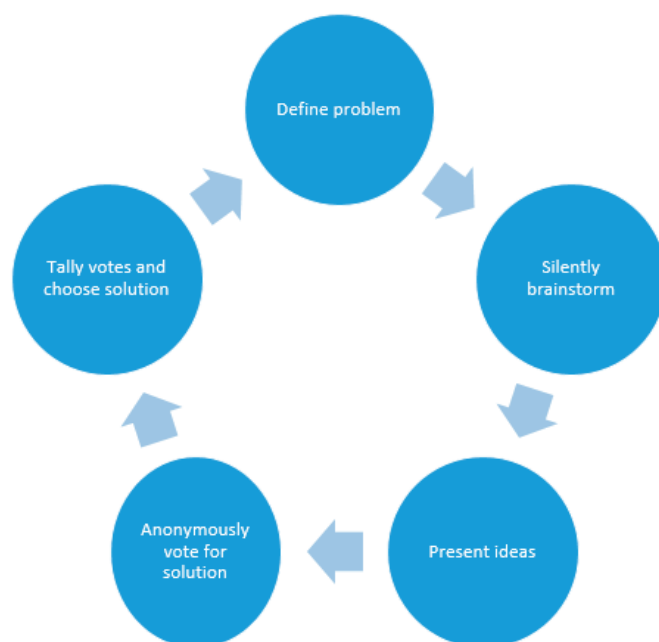 Define problem
Silently
brainstorm
Present ideas
Anonymously
vote for
solution
Tally votes and
choose solution